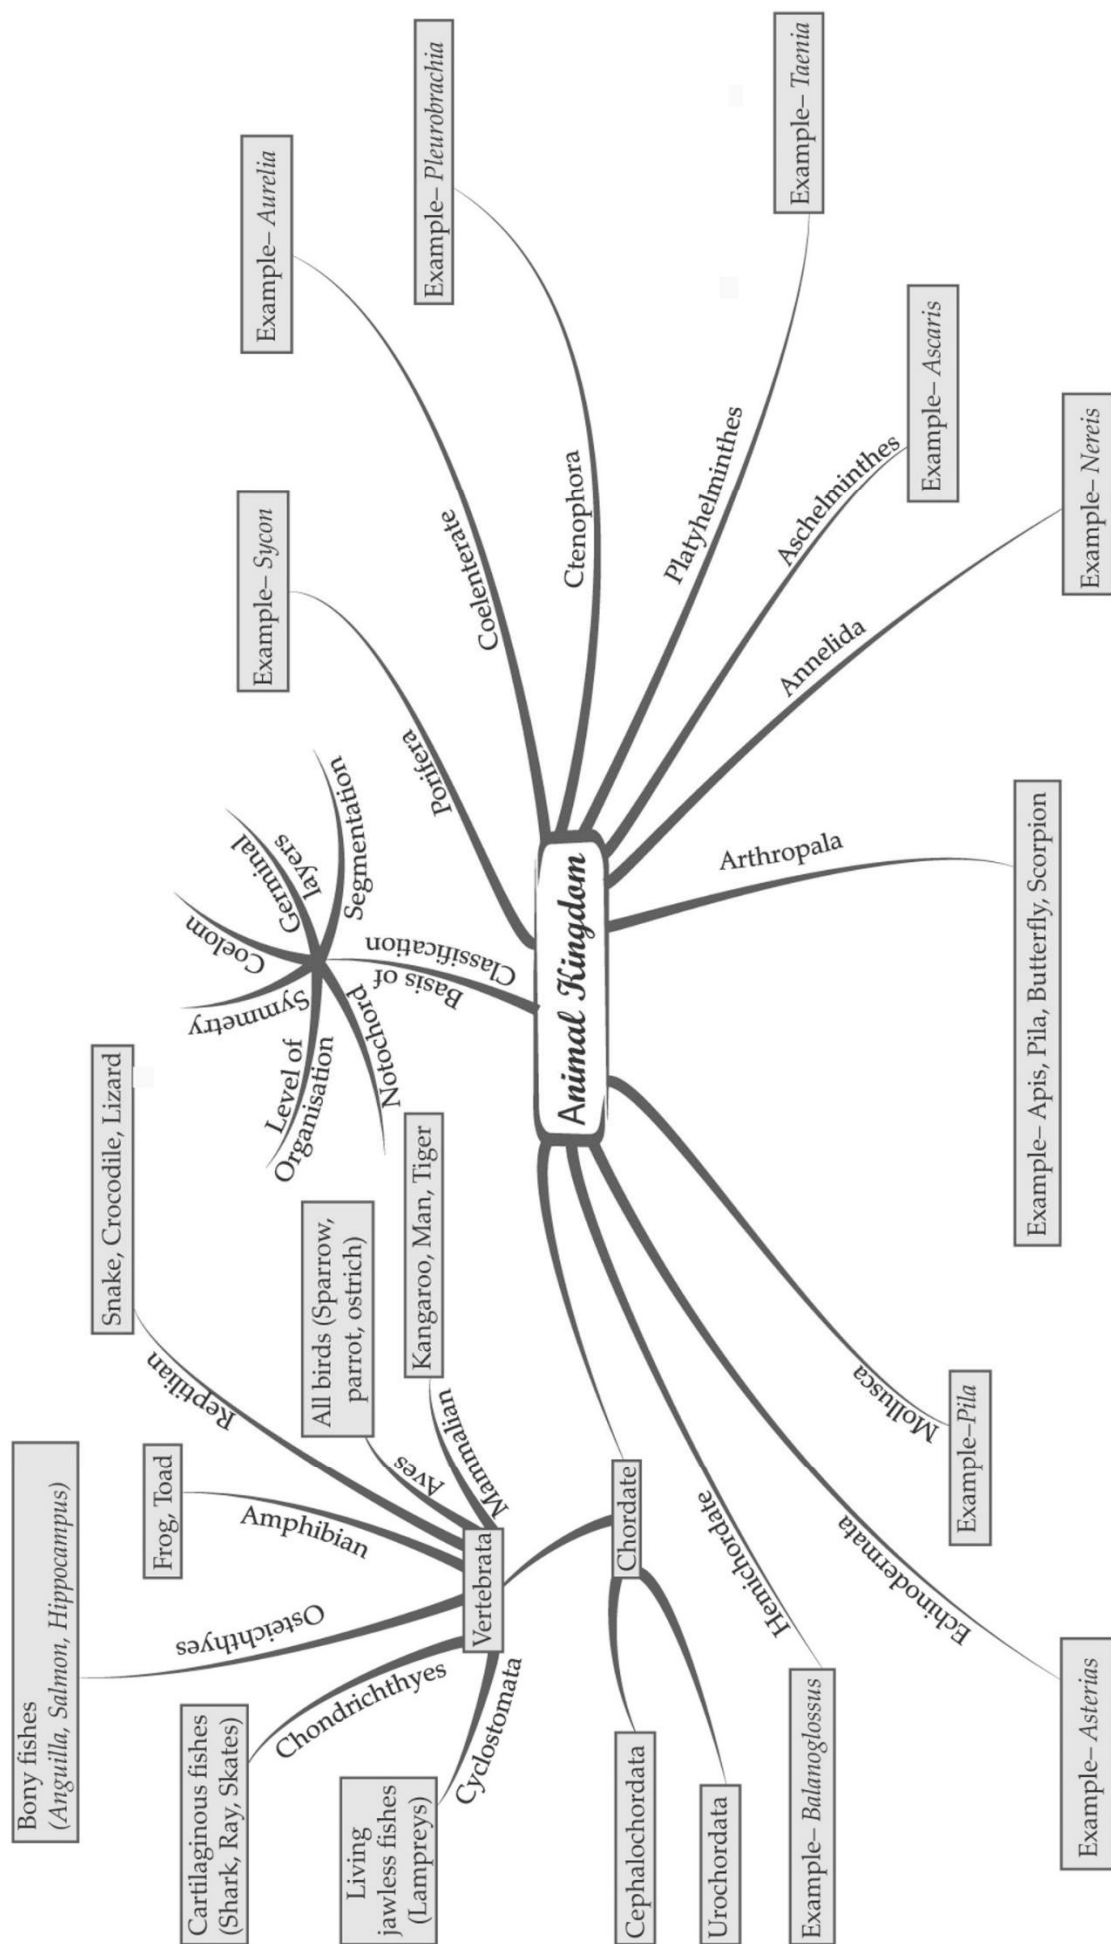 Animal Kingdom
Basis of
Classification
Level of
Organisation
Symmetry
Coelom
Germinal
layers
Segmentation
Notochord
Porifera
Example– Sycon
Coelenterate
Example– Aurelia
Ctenophora
Example– Pleurobrachia
Platyhelminthes
Example– Taenia
Aschelminthes
Example– Ascaris
Annelida
Example– Nereis
Arthropala
Example– Apis, Pila, Butterfly, Scorpion
Mollusca
Example–Pila
Echinodermata
Example– Asterias
Hemichordate
Example– Balanoglossus
Chordate
Urochordata
Cephalochordata
Vertebrata
Cyclostomata
Living
jawless fishes
(Lampreys)
Chondrichthyes
Cartilaginous fishes
(Shark, Ray, Skates)
Osteichthyes
Bony fishes
(Anguilla, Salmon, Hippocampus)
Amphibian
Frog, Toad
Reptilian
Snake, Crocodile, Lizard
Aves
All birds (Sparrow,
parrot, ostrich)
Mammalian
Kangaroo, Man, Tiger